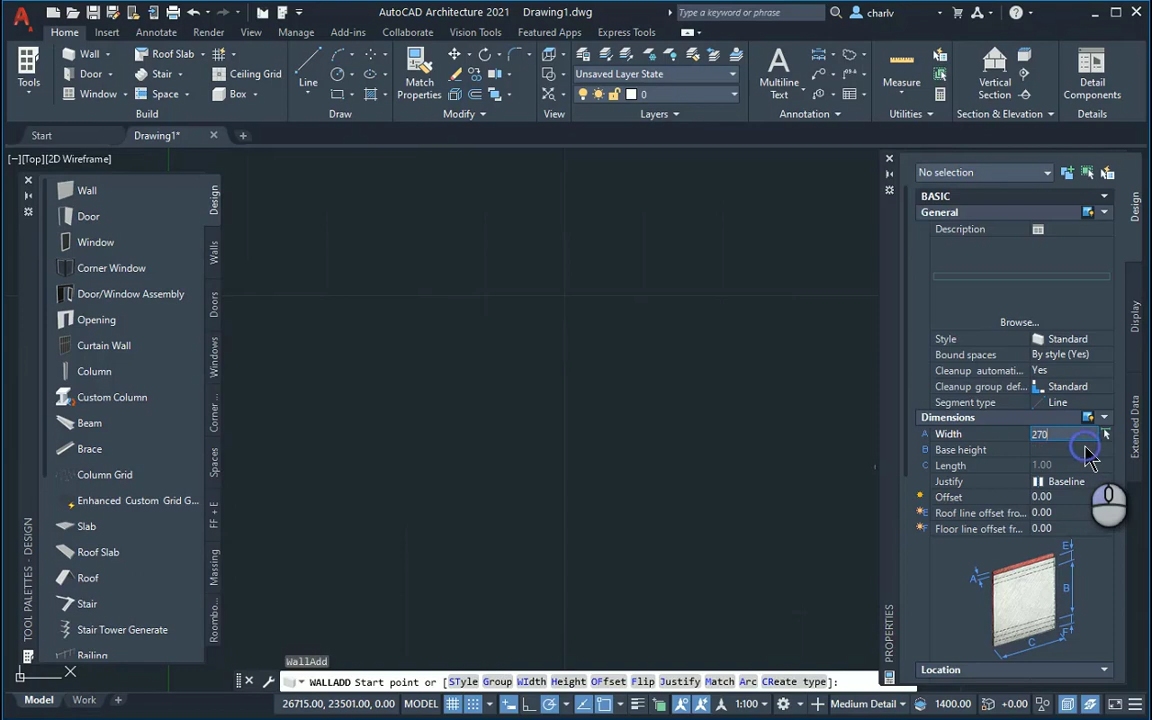 AutoCAD Architecture 2021 Drawing1.dwg Type a keyword or phrase charlv
Home Insert Annotate Render View Manage Add-ins Collaborate Vision Tools Featured Apps Express Tools
Tools
Wall Roof Slab
Door Stair Ceiling Grid
Window Space Box
Build
Line
Draw
Match
Properties
Modify
View
Unsaved Layer State
0
Layers
Multiline
Text
Annotation
Measure
Utilities
Vertical
Section
Section & Elevation
Detail
Components
Details
Start Drawing1*
[−][Top][2D Wireframe]
Wall
Door
Window
Corner Window
Door/Window Assembly
Opening
Curtain Wall
Column
Custom Column
Beam
Brace
Column Grid
Enhanced Custom Grid G...
Slab
Roof Slab
Roof
Stair
Stair Tower Generate
Railing
Design
Walls
Doors
Windows
Corner ...
Spaces
FF + E
Massing
Roombo...
TOOL PALETTES - DESIGN
No selection
BASIC
General
Description
Browse...
Style Standard
Bound spaces By style (Yes)
Cleanup automati... Yes
Cleanup group def... Standard
Segment type Line
Dimensions
A Width 270
B Base height
C Length 1.00
Justify Baseline
Offset 0.00
E Roof line offset fro... 0.00
F Floor line offset fr... 0.00
A
E
B
F
C
Location
Design
Display
Extended Data
PROPERTIES
WallAdd
WALLADD Start point or [STyle Group WIdth Height OFfset Flip Justify Match Arc CReate type]:
X
Model Work
26715.00, 23501.00, 0.00 MODEL 1:100 Medium Detail 1400.00 +0.00